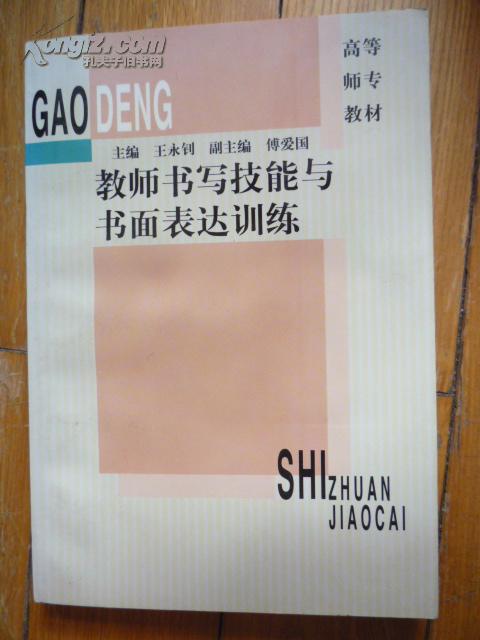 kongfz.com
孔夫子旧书网
高等
师专
教材
GAO DENG
主编 王永钊 副主编 傅爱国
教师书写技能与
书面表达训练
SHIZHUAN
JIAOCAI